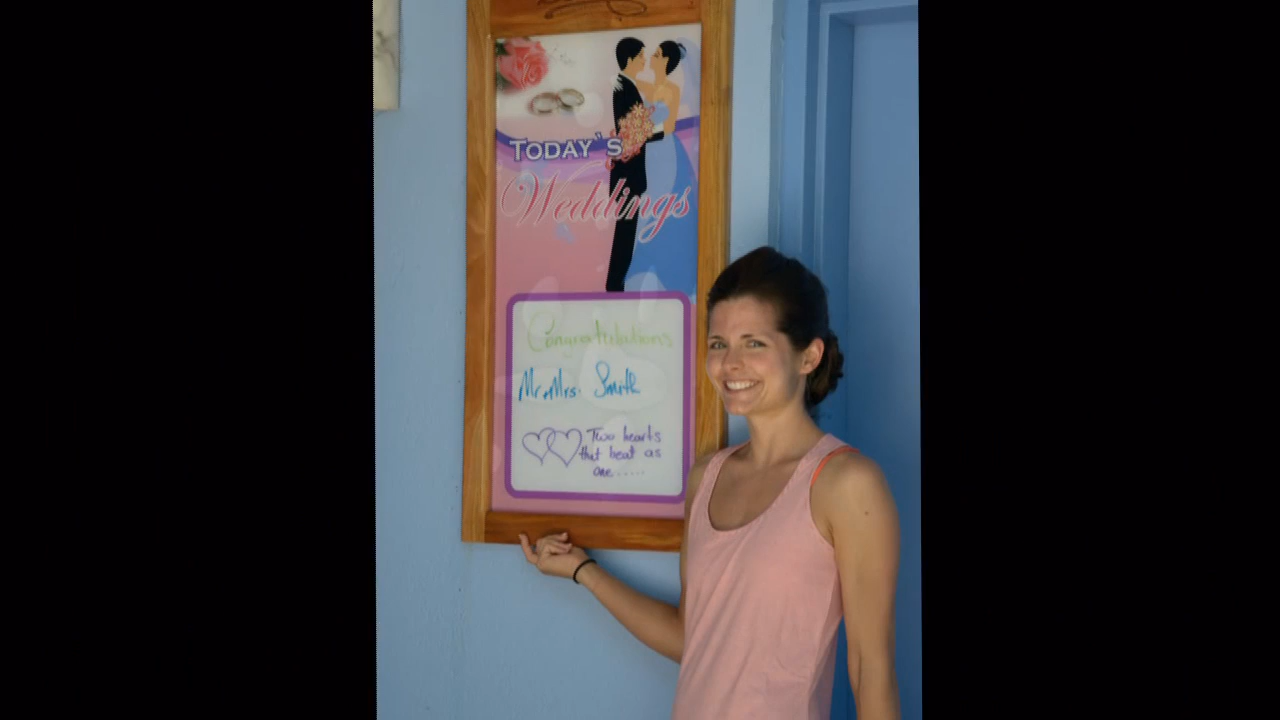 TODAY'S
Weddings
Congratulations
Mr & Mrs. Smith
Two hearts
that beat as
one......